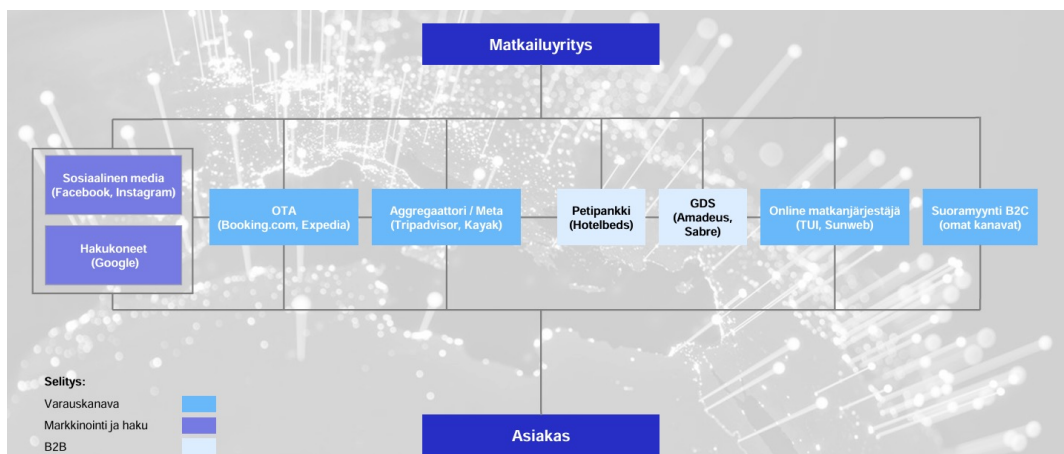 Matkailuyritys
Sosiaalinen media
(Facebook, Instagram)
Hakukoneet
(Google)
OTA
(Booking.com, Expedia)
Aggregaattori / Meta
(Tripadvisor, Kayak)
Petipankki
(Hotelbeds)
GDS
(Amadeus,
Sabre)
Online matkanjärjestäjä
(TUI, Sunweb)
Suoramyynti B2C
(omat kanavat)
Selitys:
Varauskanava
Markkinointi ja haku
B2B
Asiakas